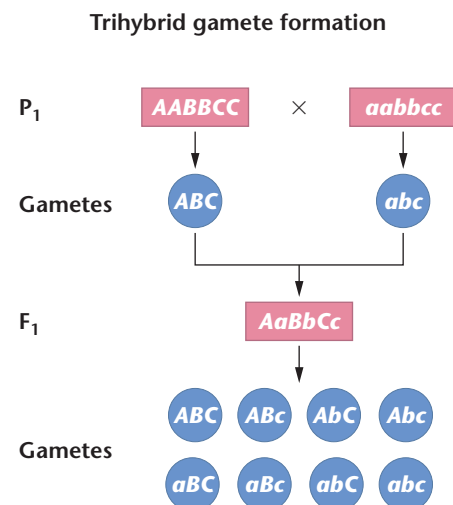 Trihybrid gamete formation
P1 AABBCC × aabbcc
Gametes ABC abc
F1 AaBbCc
ABC ABc AbC Abc
Gametes
aBC aBc abC abc